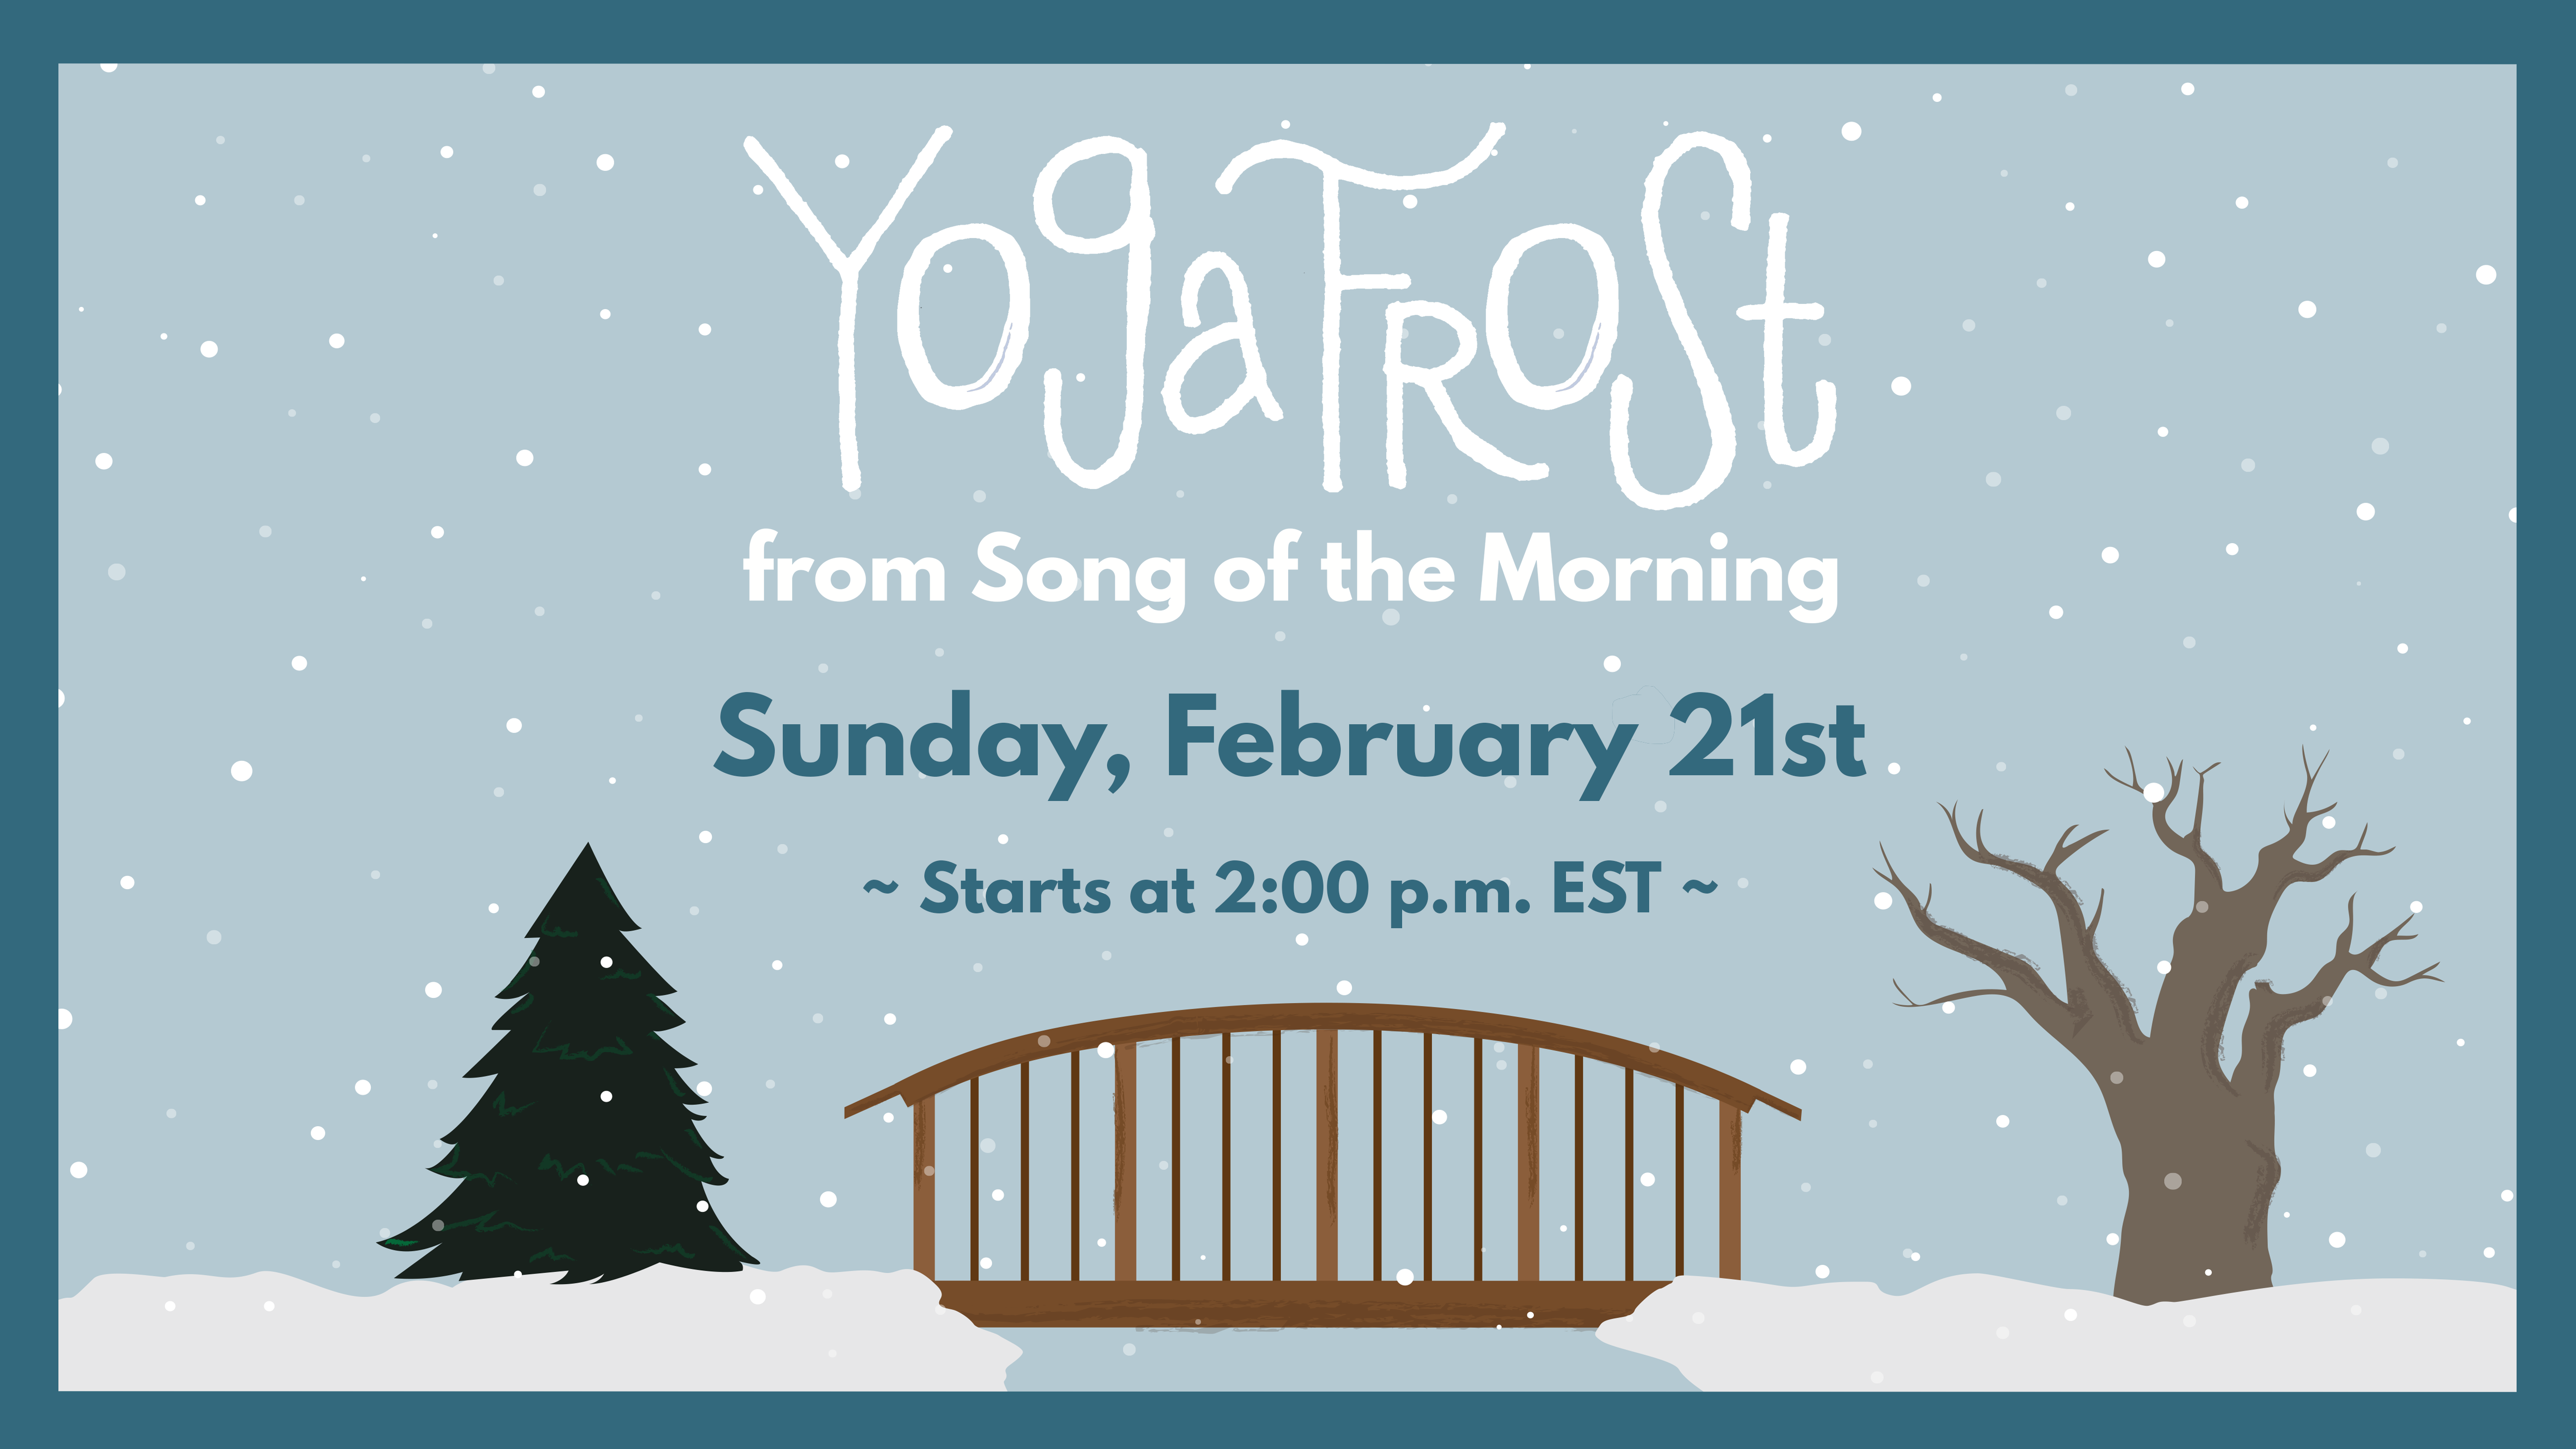 YogaFRoSt
from Song of the Morning
Sunday, February 21st
~ Starts at 2:00 p.m. EST ~